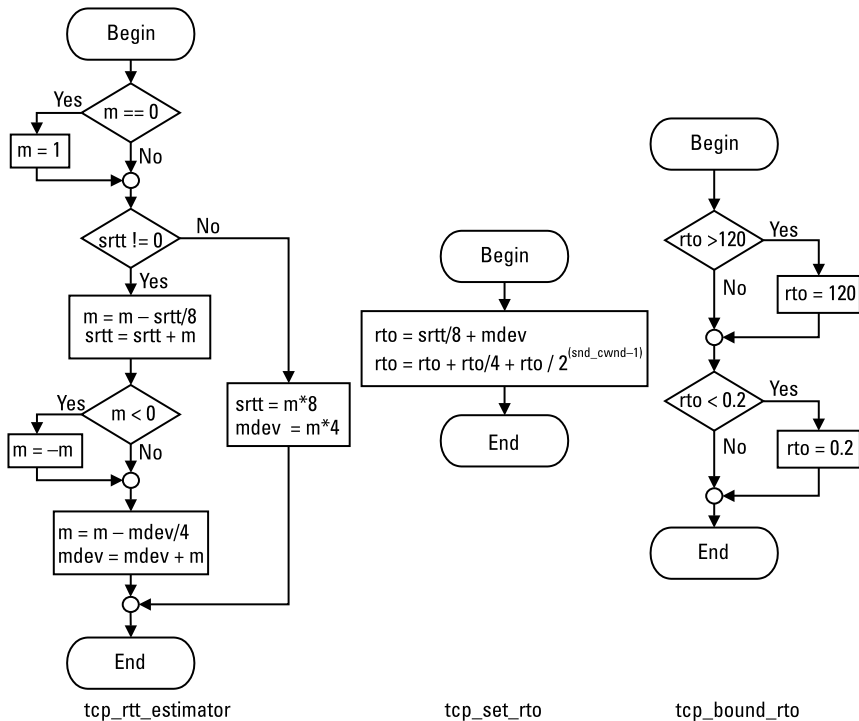 Begin
m == 0
Yes
m = 1
No
srtt != 0
No
Yes
m = m – srtt/8
srtt = srtt + m
m < 0
Yes
m = –m
No
srtt = m*8
mdev = m*4
m = m – mdev/4
mdev = mdev + m
End
tcp_rtt_estimator
Begin
rto = srtt/8 + mdev
rto = rto + rto/4 + rto / 2^(snd_cwnd–1)
End
tcp_set_rto
Begin
rto >120
Yes
No
rto = 120
rto < 0.2
Yes
No
rto = 0.2
End
tcp_bound_rto